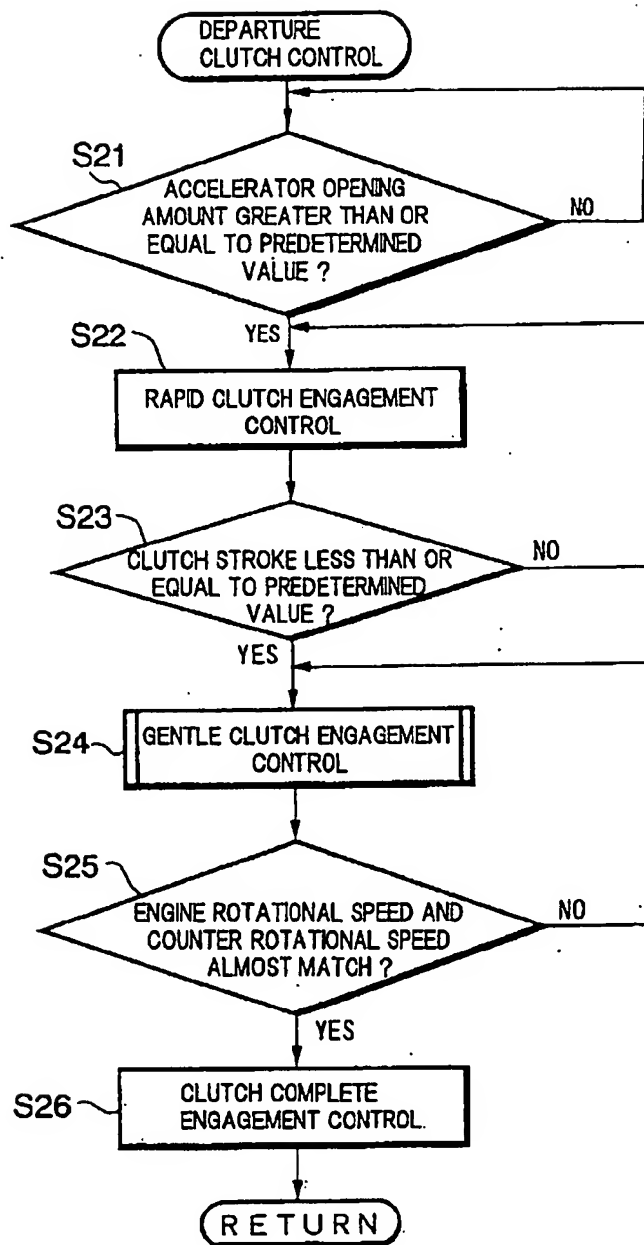 DEPARTURE
CLUTCH CONTROL
S21
ACCELERATOR OPENING
AMOUNT GREATER THAN OR
EQUAL TO PREDETERMINED
VALUE ?
NO
YES
S22
RAPID CLUTCH ENGAGEMENT
CONTROL
S23
CLUTCH STROKE LESS THAN OR
EQUAL TO PREDETERMINED
VALUE ?
NO
YES
S24
GENTLE CLUTCH ENGAGEMENT
CONTROL
S25
ENGINE ROTATIONAL SPEED AND
COUNTER ROTATIONAL SPEED
ALMOST MATCH ?
NO
YES
S26
CLUTCH COMPLETE
ENGAGEMENT CONTROL.
RETURN